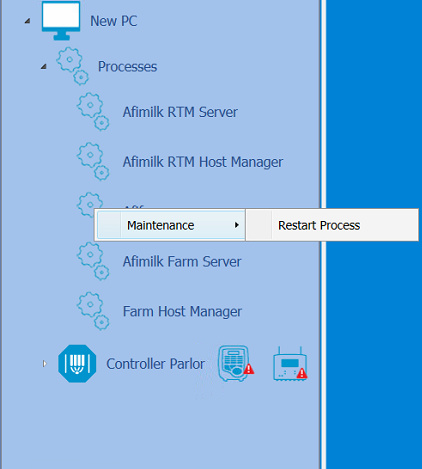 New PC
Processes
Afimilk RTM Server
Afimilk RTM Host Manager
Maintenance
Restart Process
Afimilk Farm Server
Farm Host Manager
Controller Parlor